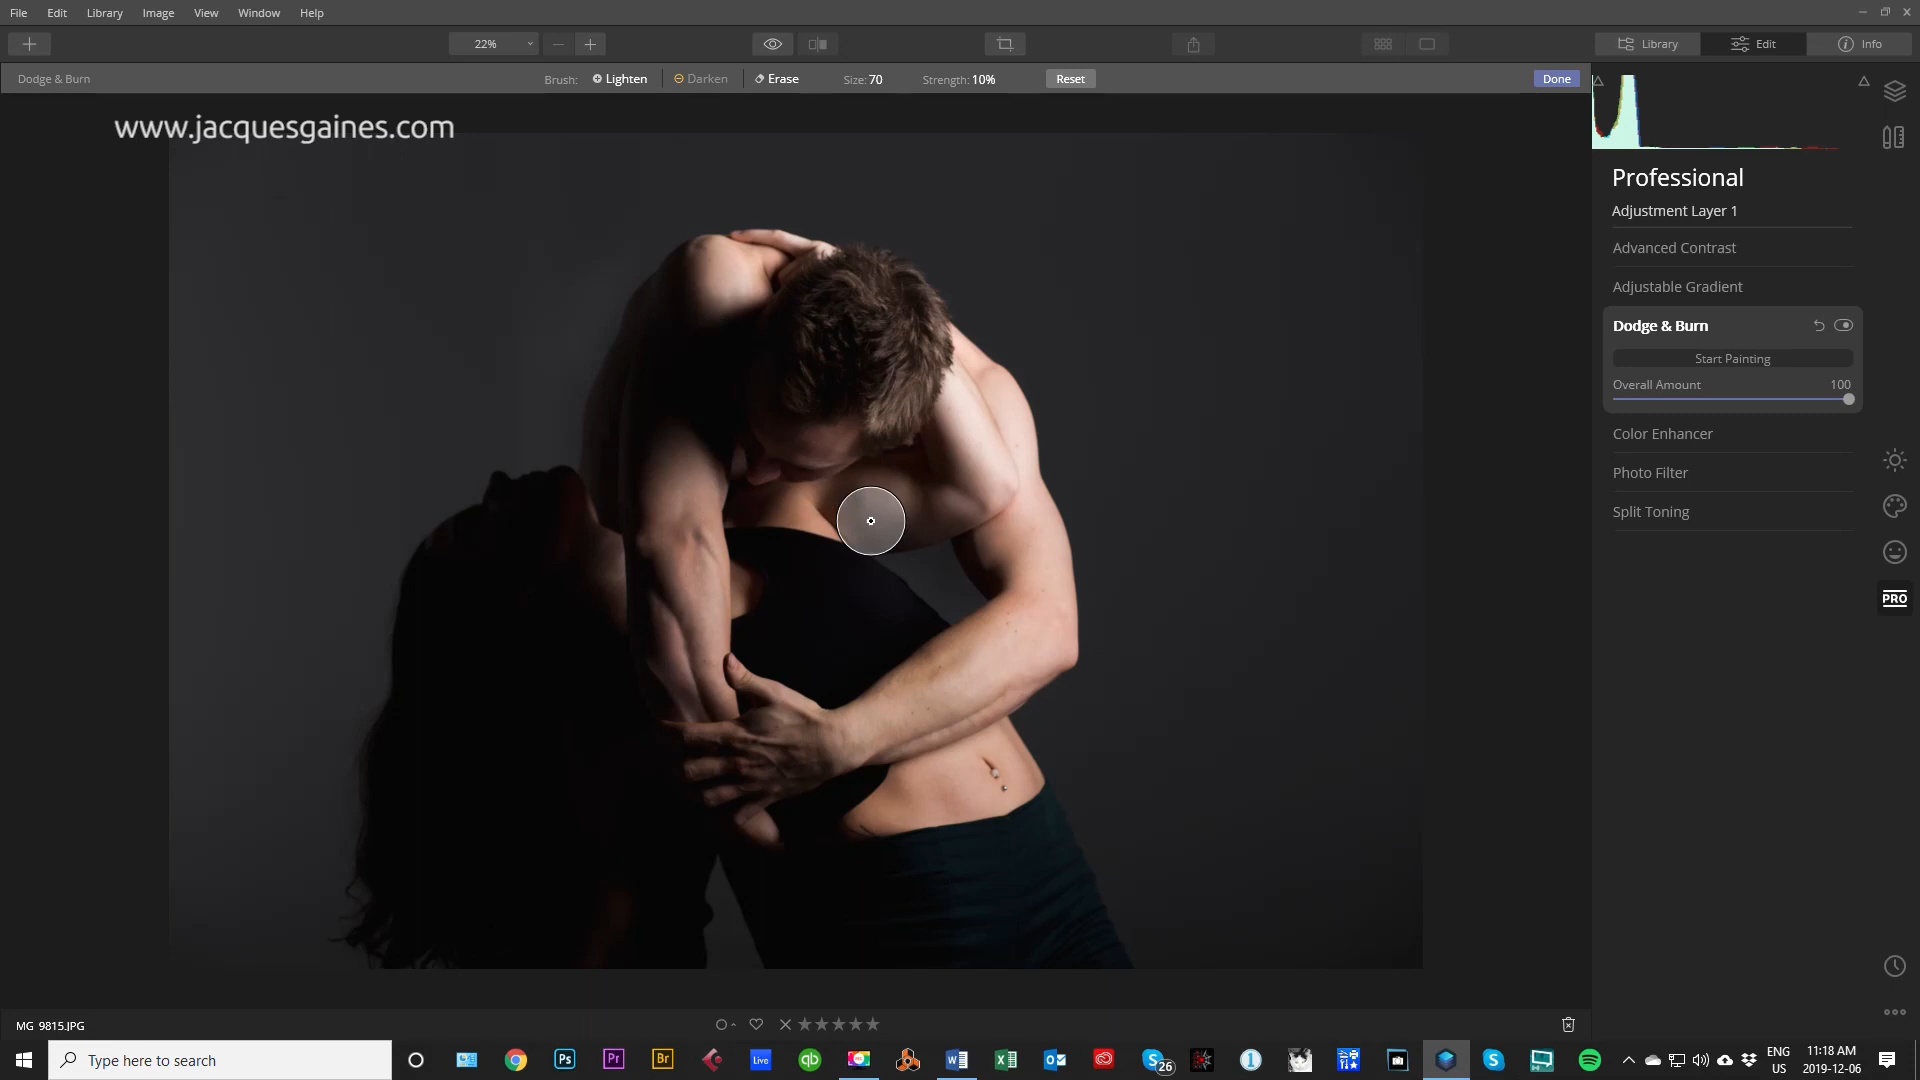 File Edit Library Image View Window Help
22% Library Edit Info
Dodge & Burn Brush: Lighten Darken Erase Size: 70 Strength: 10% Reset Done
www.jacquesgaines.com
Professional
Adjustment Layer 1
Advanced Contrast
Adjustable Gradient
Dodge & Burn
Start Painting
Overall Amount 100
Color Enhancer
Photo Filter
Split Toning
PRO
MG 9815.JPG
Type here to search
Ps Pr Br Live qb 26 1
ENG
US
11:18 AM
2019-12-06